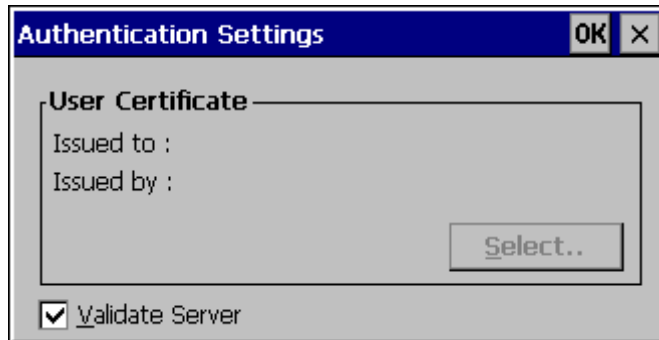 Authentication Settings OK ×
User Certificate
Issued to :
Issued by :
Select..
Validate Server